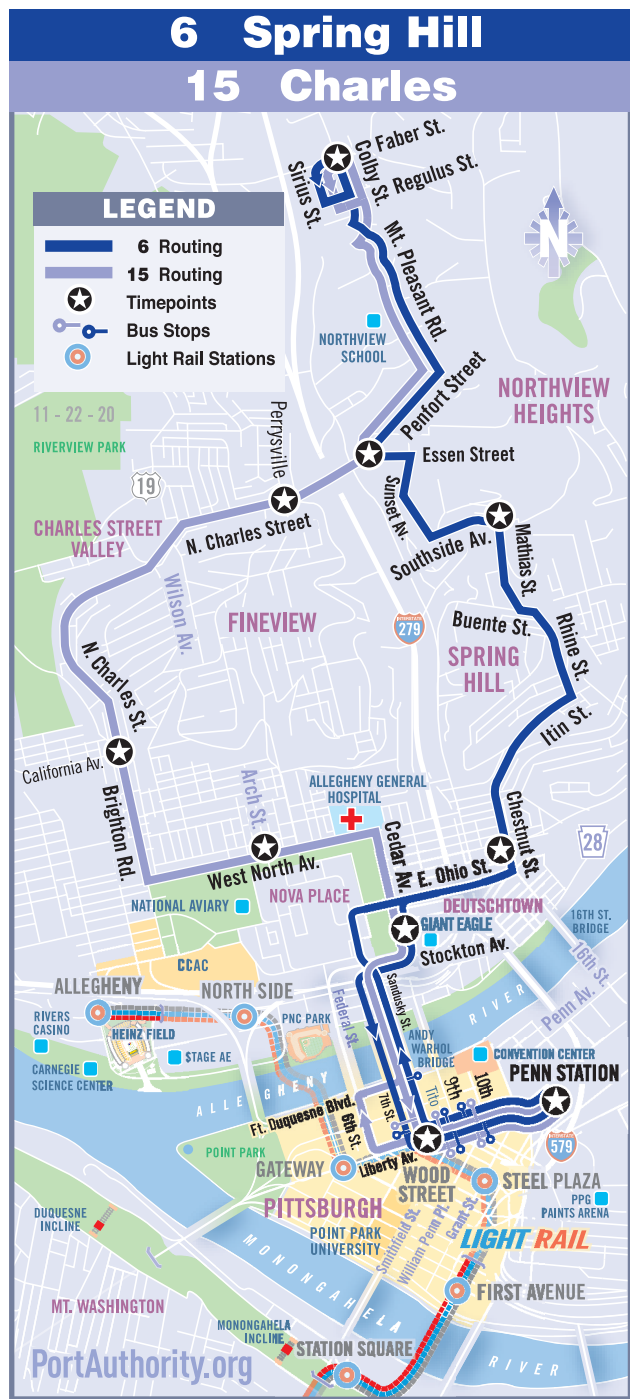 6 Spring Hill
15 Charles
Faber St.
Colby St.
Sirius St.
Regulus St.
LEGEND
6 Routing
15 Routing
Timepoints
Bus Stops
Light Rail Stations
N
Mt. Pleasant Rd.
NORTHVIEW
SCHOOL
Penfort Street
NORTHVIEW
HEIGHTS
11 - 22 - 20
RIVERVIEW PARK
Perrysville
Essen Street
19
Sunset Av.
CHARLES STREET
VALLEY
N. Charles Street
Southside Av.
Mathias St.
Wilson Av.
FINEVIEW
INTERSTATE
279
Buente St.
Rhine St.
SPRING
HILL
N. Charles St.
Itin St.
California Av.
Brighton Rd.
Arch St.
ALLEGHENY GENERAL
HOSPITAL
Cedar Av.
Chestnut St.
28
West North Av.
E. Ohio St.
NATIONAL AVIARY
NOVA PLACE
DEUTSCHTOWN
GIANT EAGLE
16TH ST.
BRIDGE
Stockton Av.
16th St.
CCAC
ALLEGHENY
NORTH SIDE
Federal St.
Sandusky St.
RIVER
Penn Av.
RIVERS
CASINO
HEINZ FIELD
PNC PARK
STAGE AE
CARNEGIE
SCIENCE CENTER
ANDY
WARHOL
BRIDGE
CONVENTION CENTER
PENN STATION
ALLEGHENY
Ft. Duquesne Blvd.
6th St.
7th St.
Tito
9th
10th
INTERSTATE
579
POINT PARK
GATEWAY
Liberty Av.
WOOD
STREET
STEEL PLAZA
PPG
PAINTS ARENA
PITTSBURGH
DUQUESNE
INCLINE
POINT PARK
UNIVERSITY
Smithfield St.
William Penn Pl.
Grant St.
LIGHT RAIL
MONONGAHELA
FIRST AVENUE
MT. WASHINGTON
MONONGAHELA
INCLINE
STATION SQUARE
RIVER
PortAuthority.org